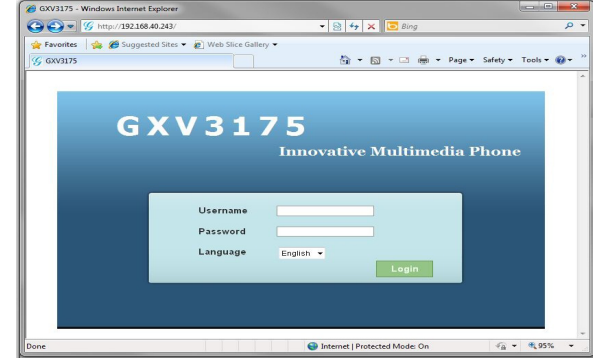 GXV3175 - Windows Internet Explorer
http://192.168.40.243/
Bing
Favorites Suggested Sites Web Slice Gallery
GXV3175 Page Safety Tools
GXV3175
Innovative Multimedia Phone
Username
Password
Language English
Login
Done Internet | Protected Mode: On 95%